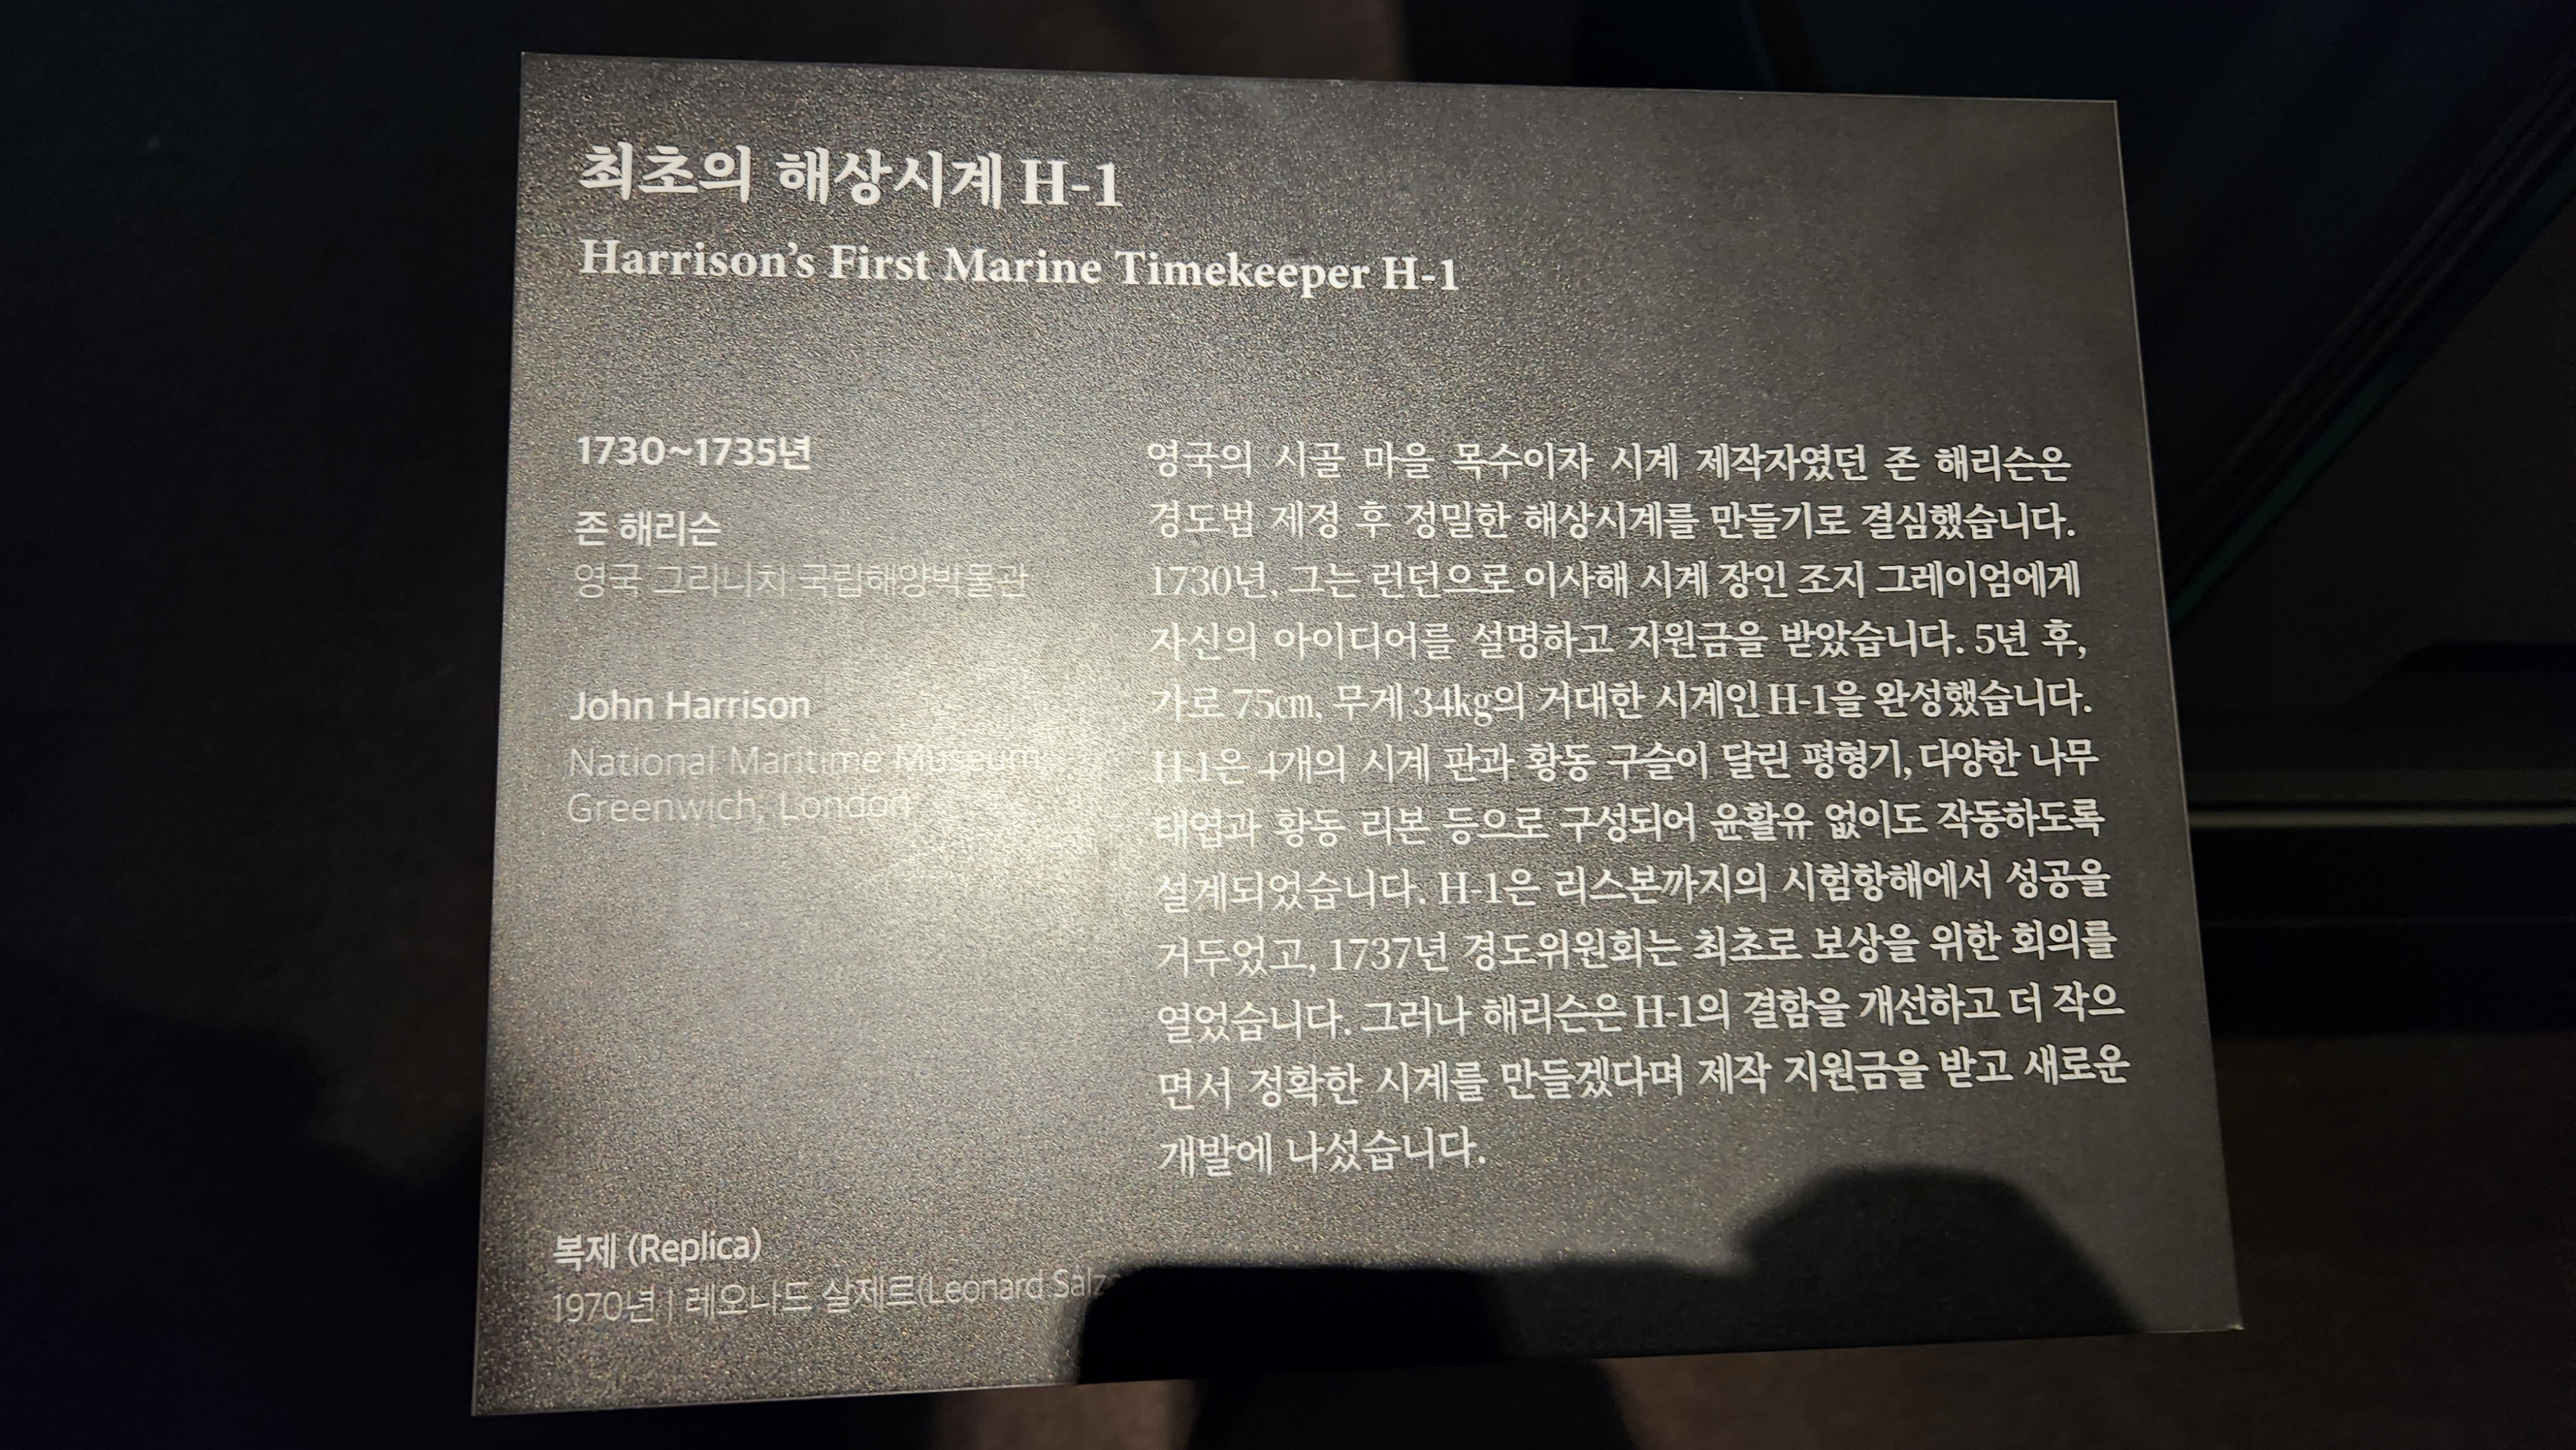 최초의 해상시계 H-1
Harrison's First Marine Timekeeper H-1
1730~1735년
존 해리슨
영국 그리니치 국립해양박물관
John Harrison
National Maritime Museum
Greenwich, London
영국의 시골 마을 목수이자 시계 제작자였던 존 해리슨은
경도법 제정 후 정밀한 해상시계를 만들기로 결심했습니다.
1730년, 그는 런던으로 이사해 시계 장인 조지 그레이엄에게
자신의 아이디어를 설명하고 지원금을 받았습니다. 5년 후,
가로 75㎝, 무게 34kg의 거대한 시계인 H-1을 완성했습니다.
H-1은 4개의 시계 판과 황동 구슬이 달린 평형기, 다양한 나무
태엽과 황동 리본 등으로 구성되어 윤활유 없이도 작동하도록
설계되었습니다. H-1은 리스본까지의 시험항해에서 성공을
거두었고, 1737년 경도위원회는 최초로 보상을 위한 회의를
열었습니다. 그러나 해리슨은 H-1의 결함을 개선하고 더 작으
면서 정확한 시계를 만들겠다며 제작 지원금을 받고 새로운
개발에 나섰습니다.
복제 (Replica)
1970년 | 레오나드 살제르(Leonard